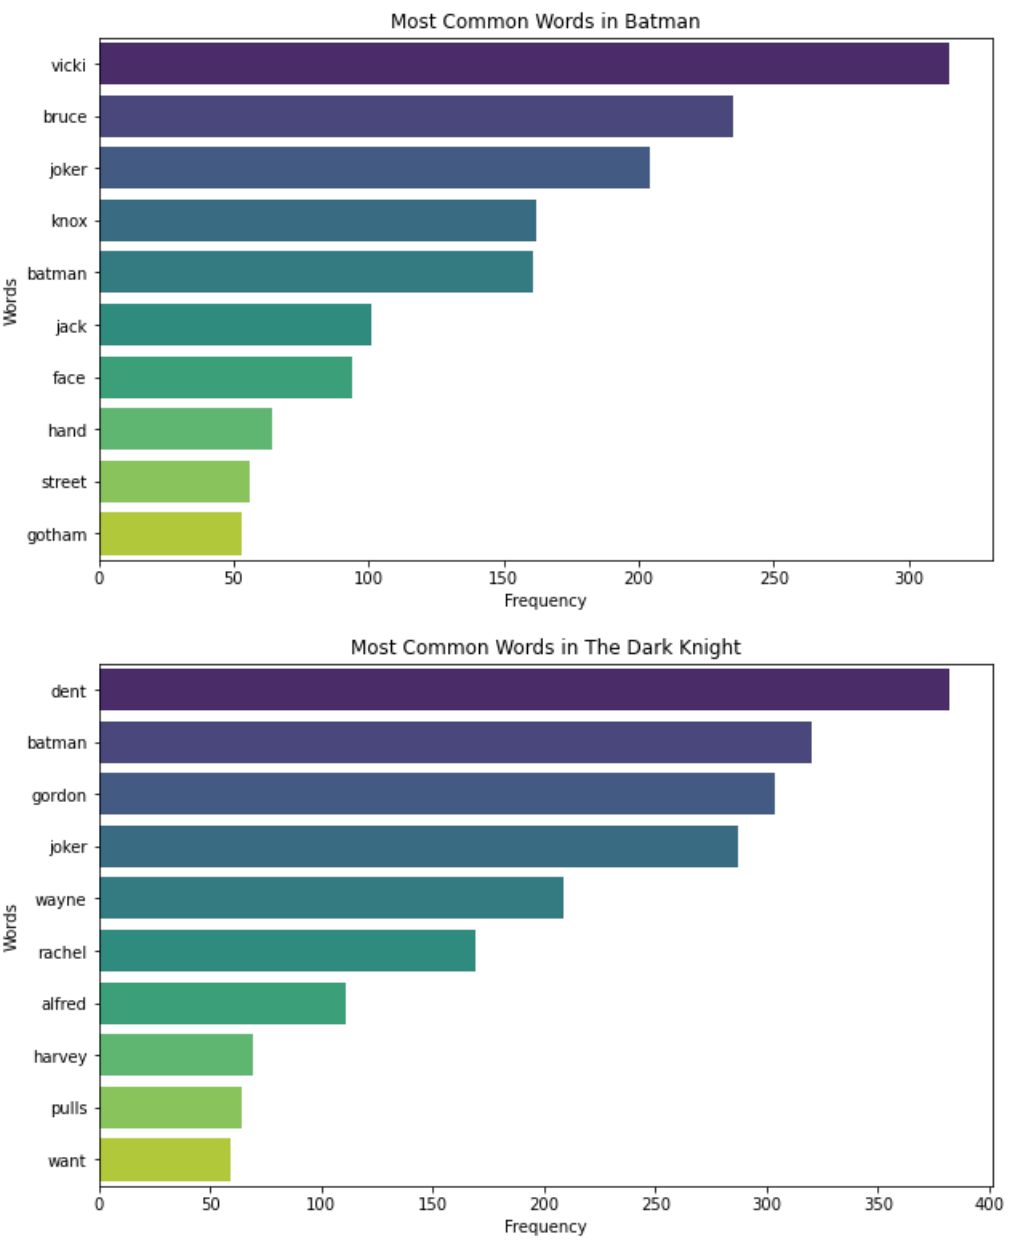 Most Common Words in Batman
vicki
bruce
joker
knox
batman
jack
face
hand
street
gotham
Words
0 50 100 150 200 250 300
Frequency
Most Common Words in The Dark Knight
dent
batman
gordon
joker
wayne
rachel
alfred
harvey
pulls
want
Words
0 50 100 150 200 250 300 350 400
Frequency